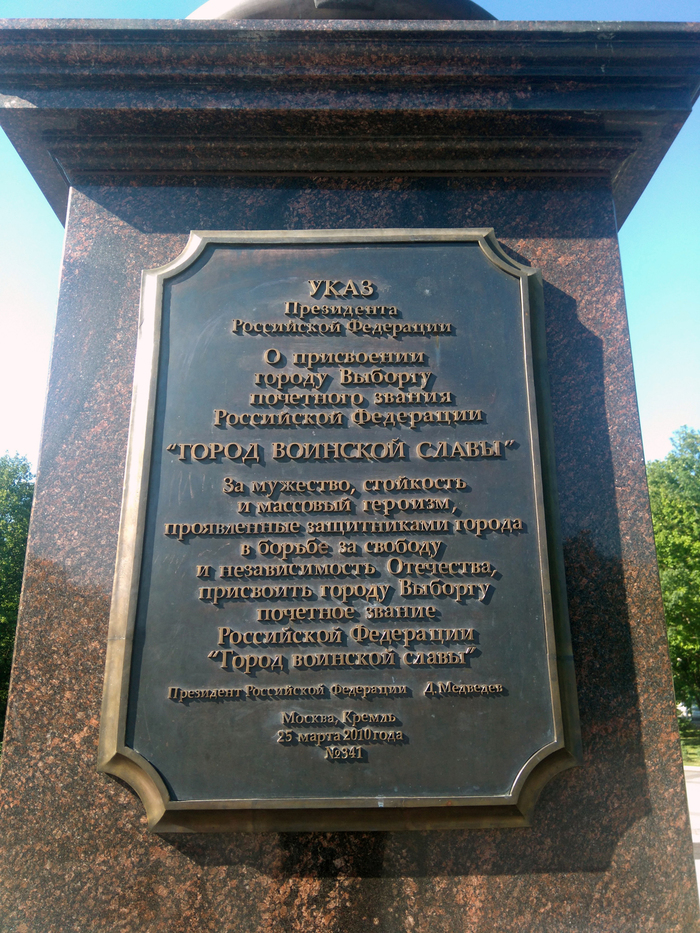 УКАЗ
Президента
Российской Федерации
О присвоении
городу Выборгу
почетного звания
Российской Федерации
"ГОРОД ВОИНСКОЙ СЛАВЫ"
За мужество, стойкость
и массовый героизм,
проявленные защитниками города
в борьбе за свободу
и независимость Отечества,
присвоить городу Выборгу
почетное звание
Российской Федерации
"Город воинской славы"
Президент Российской Федерации Д.Медведев
Москва, Кремль
25 марта 2010 года
№341